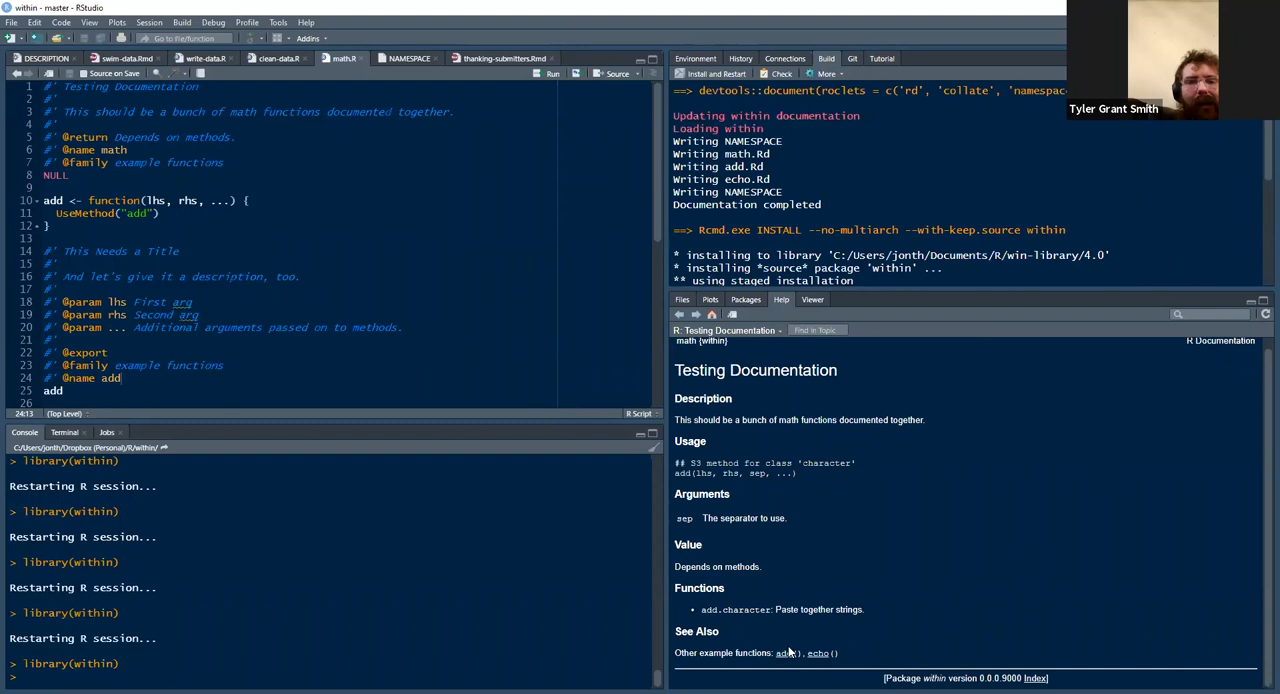 within - master - RStudio
File Edit Code View Plots Session Build Debug Profile Tools Help
Go to file/function Addins
DESCRIPTION swim-data.Rmd write-data.R clean-data.R math.R NAMESPACE thanking-submitters.Rmd
Source on Save Run Source
1 #' Testing Documentation
2 #'
3 #' This should be a bunch of math functions documented together.
4 #'
5 #' @return Depends on methods.
6 #' @name math
7 #' @family example functions
8 NULL
9
10 add <- function(lhs, rhs, ...) {
11 UseMethod("add")
12 }
13
14 #' This Needs a Title
15 #'
16 #' And let's give it a description, too.
17 #'
18 #' @param lhs First arg
19 #' @param rhs Second arg
20 #' @param ... Additional arguments passed on to methods.
21 #'
22 #' @export
23 #' @family example functions
24 #' @name add
25 add
26
24:13 (Top Level) R Script
Console Terminal Jobs
C:/Users/jonth/Dropbox (Personal)/R/within/
> library(within)
Restarting R session...
> library(within)
Restarting R session...
> library(within)
Restarting R session...
> library(within)
Restarting R session...
> library(within)
>
Environment History Connections Build Git Tutorial
Install and Restart Check More
==> devtools::document(roclets = c('rd', 'collate', 'namespac
Updating within documentation
Loading within
Writing NAMESPACE
Writing math.Rd
Writing add.Rd
Writing echo.Rd
Writing NAMESPACE
Documentation completed
==> Rcmd.exe INSTALL --no-multiarch --with-keep.source within
* installing to library 'C:/Users/jonth/Documents/R/win-library/4.0'
* installing *source* package 'within' ...
** using staged installation
Files Plots Packages Help Viewer
R: Testing Documentation Find in Topic
math {within} R Documentation
Testing Documentation
Description
This should be a bunch of math functions documented together.
Usage
## S3 method for class 'character'
add(lhs, rhs, sep, ...)
Arguments
sep The separator to use.
Value
Depends on methods.
Functions
• add.character: Paste together strings.
See Also
Other example functions: add(), echo()
[Package within version 0.0.0.9000 Index]
Tyler Grant Smith